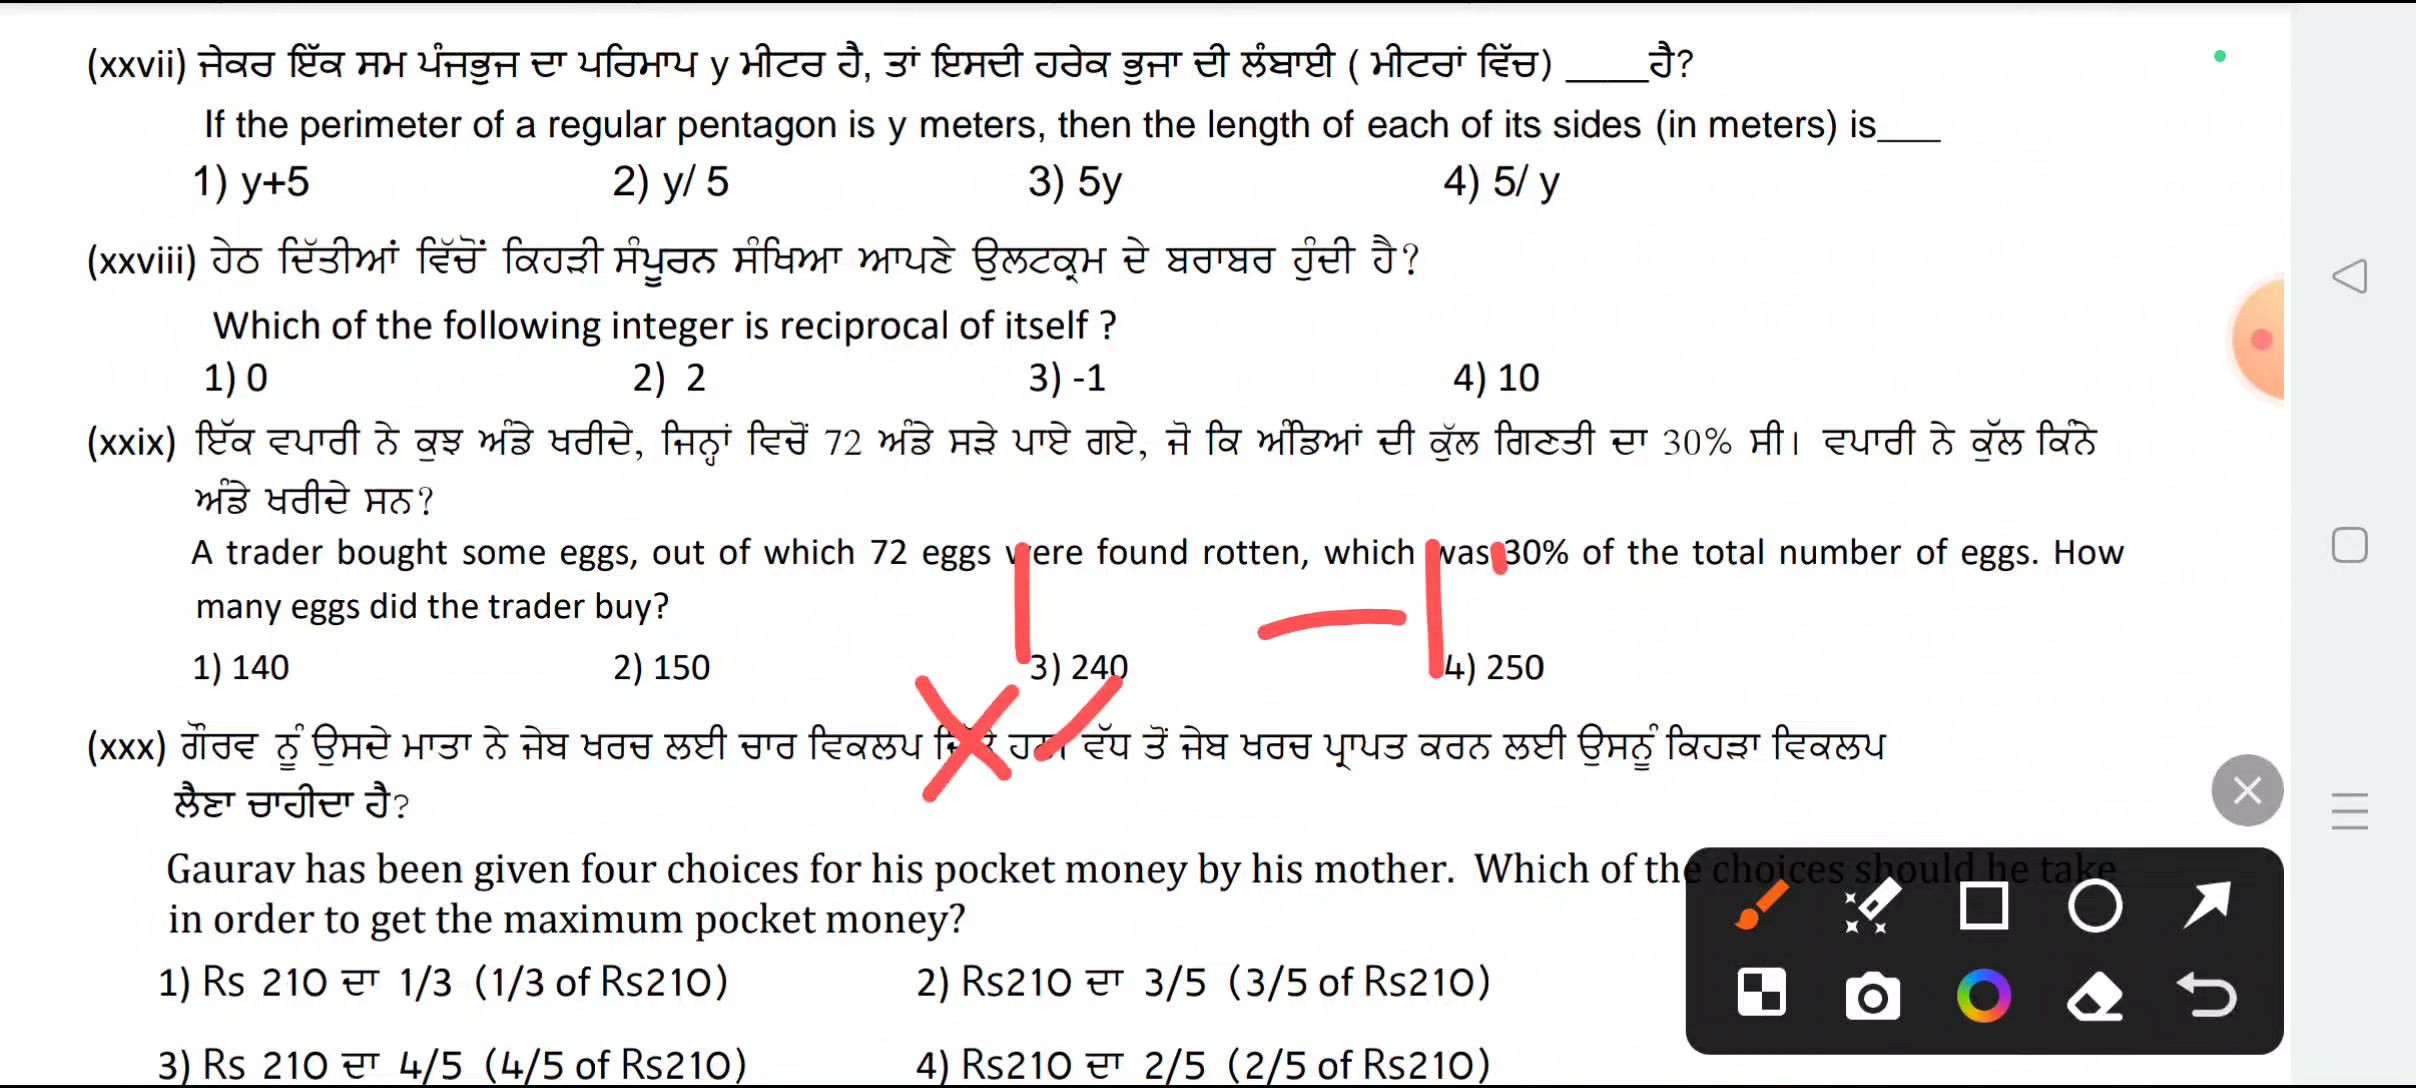 (xxvii) ਜੇਕਰ ਇੱਕ ਸਮ ਪੰਜਭੁਜ ਦਾ ਪਰਿਮਾਪ y ਮੀਟਰ ਹੈ, ਤਾਂ ਇਸਦੀ ਹਰੇਕ ਭੁਜਾ ਦੀ ਲੰਬਾਈ ( ਮੀਟਰਾਂ ਵਿੱਚ) ____ਹੈ?
If the perimeter of a regular pentagon is y meters, then the length of each of its sides (in meters) is___
1) y+5 2) y/ 5 3) 5y 4) 5/ y
(xxviii) ਹੇਠ ਦਿੱਤੀਆਂ ਵਿੱਚੋਂ ਕਿਹੜੀ ਸੰਪੂਰਨ ਸੰਖਿਆ ਆਪਣੇ ਉਲਟਕ੍ਰਮ ਦੇ ਬਰਾਬਰ ਹੁੰਦੀ ਹੈ?
Which of the following integer is reciprocal of itself ?
1) 0 2) 2 3) -1 4) 10
(xxix) ਇੱਕ ਵਪਾਰੀ ਨੇ ਕੁਝ ਅੰਡੇ ਖਰੀਦੇ, ਜਿਨ੍ਹਾਂ ਵਿਚੋਂ 72 ਅੰਡੇ ਸੜੇ ਪਾਏ ਗਏ, ਜੋ ਕਿ ਅੰਡਿਆਂ ਦੀ ਕੁੱਲ ਗਿਣਤੀ ਦਾ 30% ਸੀ। ਵਪਾਰੀ ਨੇ ਕੁੱਲ ਕਿੰਨੇ
ਅੰਡੇ ਖਰੀਦੇ ਸਨ?
A trader bought some eggs, out of which 72 eggs were found rotten, which was 30% of the total number of eggs. How
many eggs did the trader buy?
1) 140 2) 150 3) 240 4) 250
(xxx) ਗੌਰਵ ਨੂੰ ਉਸਦੇ ਮਾਤਾ ਨੇ ਜੇਬ ਖਰਚ ਲਈ ਚਾਰ ਵਿਕਲਪ ਵੱਧ ਤੋਂ ਜੇਬ ਖਰਚ ਪ੍ਰਾਪਤ ਕਰਨ ਲਈ ਉਸਨੂੰ ਕਿਹੜਾ ਵਿਕਲਪ
ਲੈਣਾ ਚਾਹੀਦਾ ਹੈ?
Gaurav has been given four choices for his pocket money by his mother. Which of the choices should he take
in order to get the maximum pocket money?
1) Rs 210 ਦਾ 1/3 (1/3 of Rs210) 2) Rs210 ਦਾ 3/5 (3/5 of Rs210)
3) Rs 210 ਦਾ 4/5 (4/5 of Rs210) 4) Rs210 ਦਾ 2/5 (2/5 of Rs210)